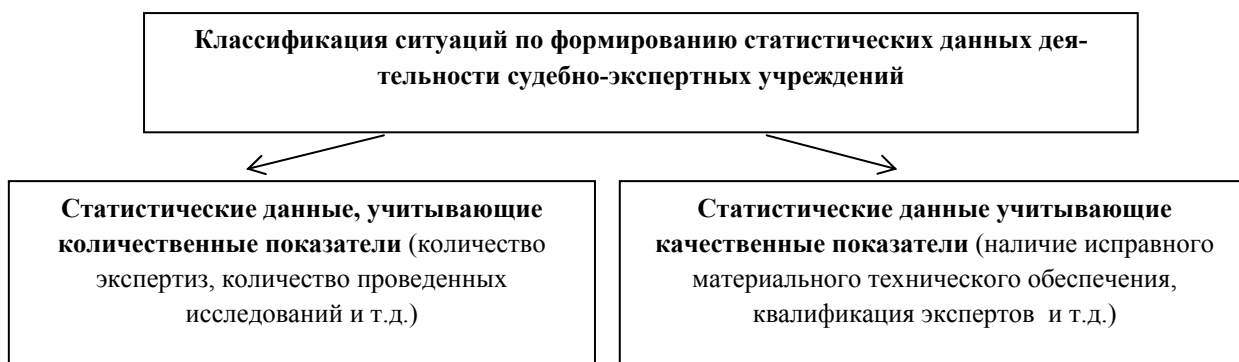 Классификация ситуаций по формированию статистических данных дея-
тельности судебно-экспертных учреждений
Статистические данные, учитывающие
количественные показатели (количество
экспертиз, количество проведенных
исследований и т.д.)
Статистические данные учитывающие
качественные показатели (наличие исправного
материального технического обеспечения,
квалификация экспертов  и т.д.)